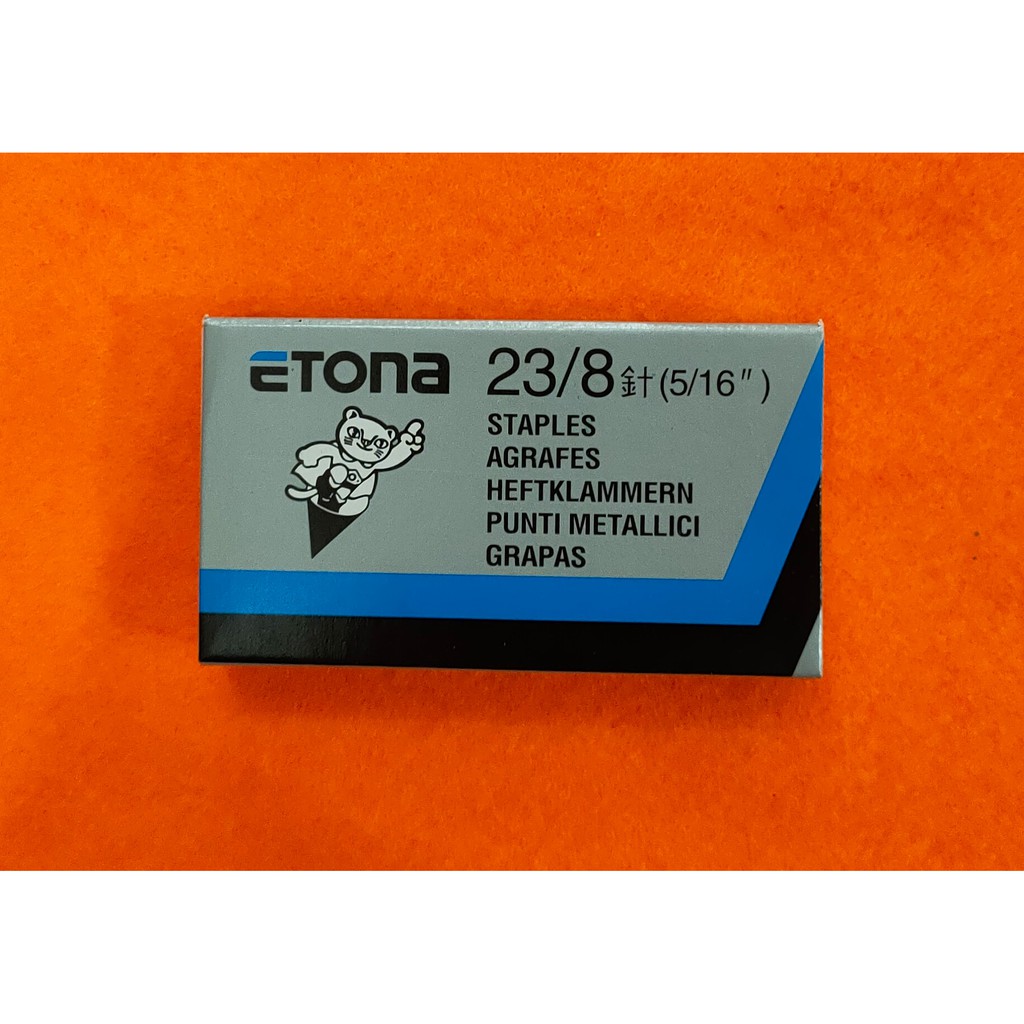 ETONA
23/8 針 (5/16")
STAPLES
AGRAFES
HEFTKLAMMERN
PUNTI METALLICI
GRAPAS